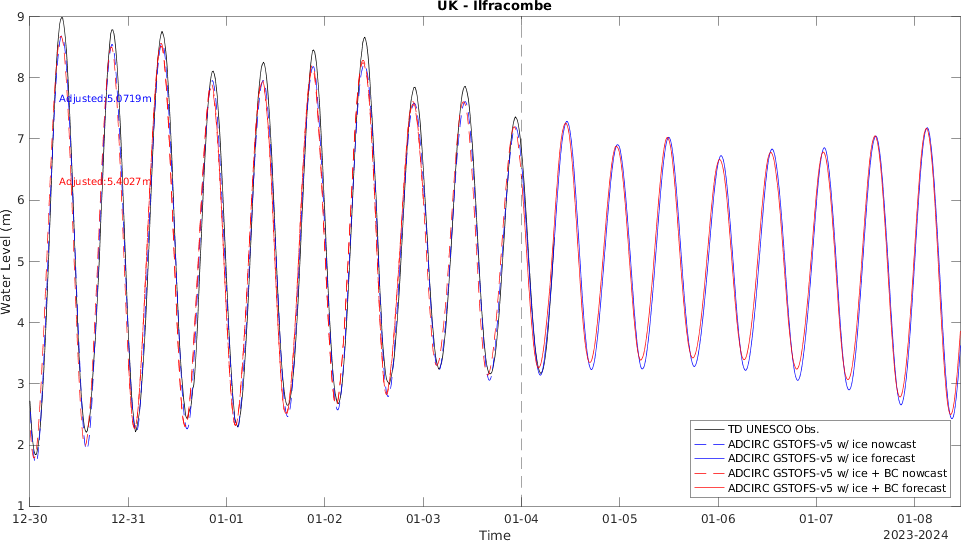 UK - Ilfracombe
9
8
7
6
5
4
3
2
1
Water Level (m)
Adjusted:5.0719m
Adjusted:5.4027m
TD UNESCO Obs.
ADCIRC GSTOFS-v5 w/ ice nowcast
ADCIRC GSTOFS-v5 w/ ice forecast
ADCIRC GSTOFS-v5 w/ ice + BC nowcast
ADCIRC GSTOFS-v5 w/ ice + BC forecast
12-30 12-31 01-01 01-02 01-03 01-04 01-05 01-06 01-07 01-08
Time
2023-2024